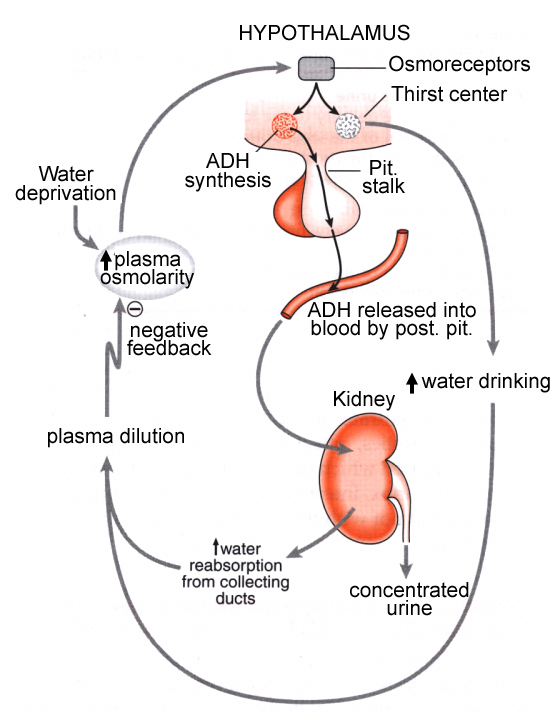 HYPOTHALAMUS
Osmoreceptors
Thirst center
ADH
synthesis
Pit.
stalk
Water
deprivation
plasma
osmolarity
negative
feedback
ADH released into
blood by post. pit.
water drinking
Kidney
plasma dilution
water
reabsorption
from collecting
ducts
concentrated
urine